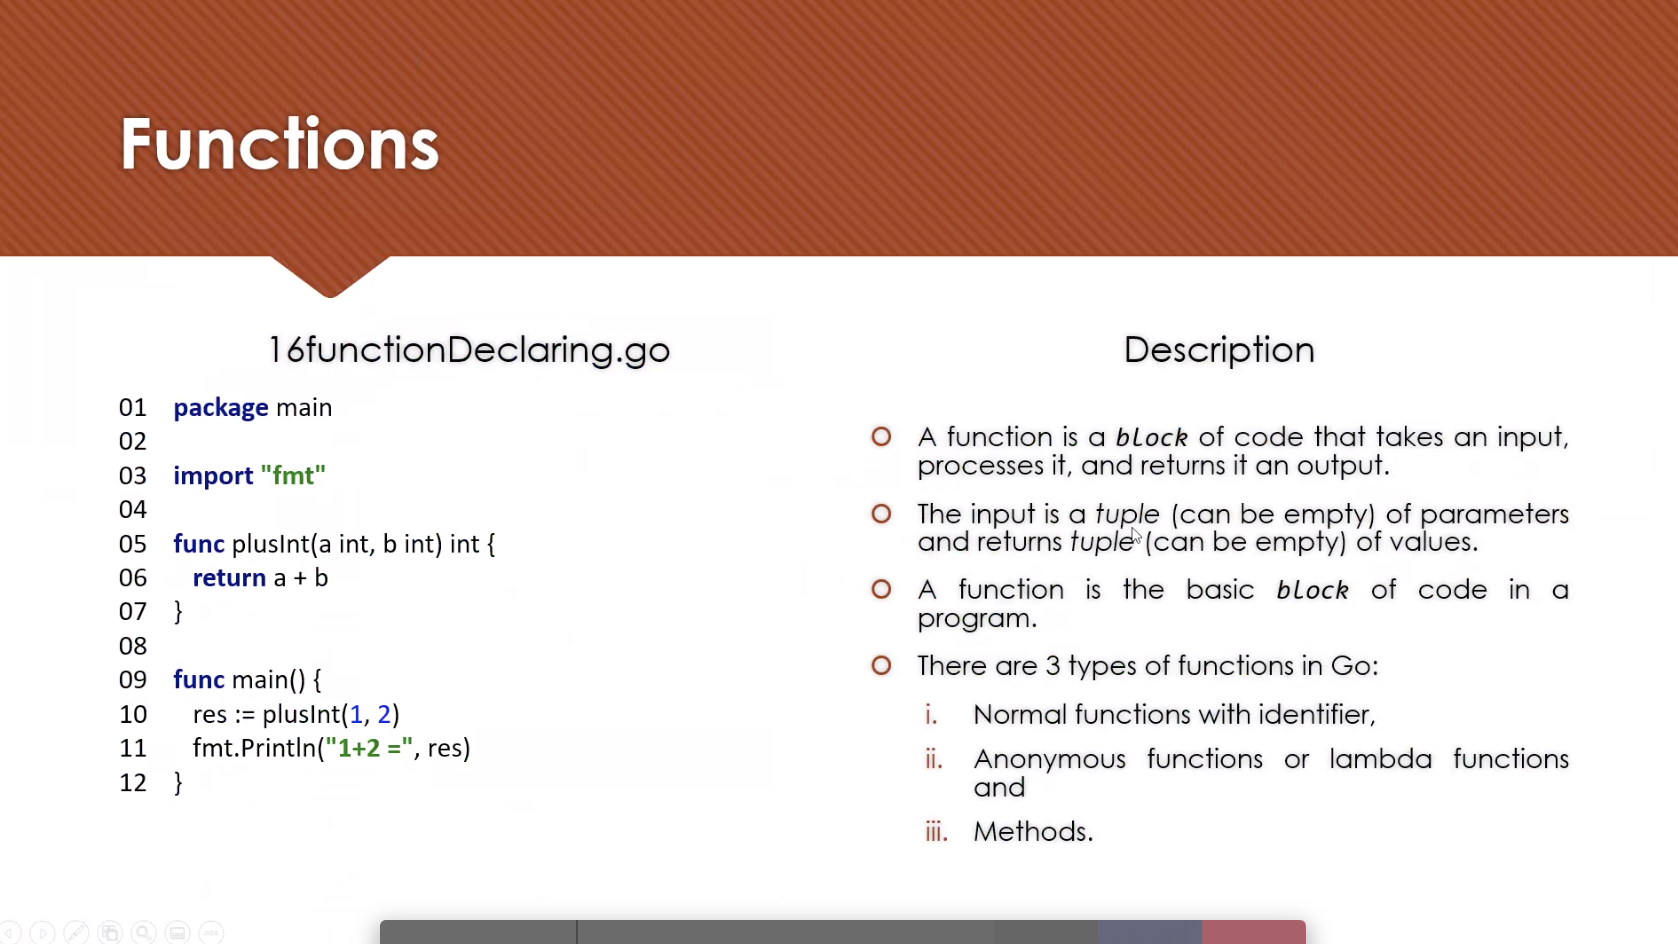 Functions
16functionDeclaring.go
01 package main
02
03 import "fmt"
04
05 func plusInt(a int, b int) int {
06 return a + b
07 }
08
09 func main() {
10 res := plusInt(1, 2)
11 fmt.Println("1+2 =", res)
12 }
Description
A function is a block of code that takes an input,
processes it, and returns it an output.
The input is a tuple (can be empty) of parameters
and returns tuple (can be empty) of values.
A function is the basic block of code in a
program.
There are 3 types of functions in Go:
i. Normal functions with identifier,
ii. Anonymous functions or lambda functions
and
iii. Methods.